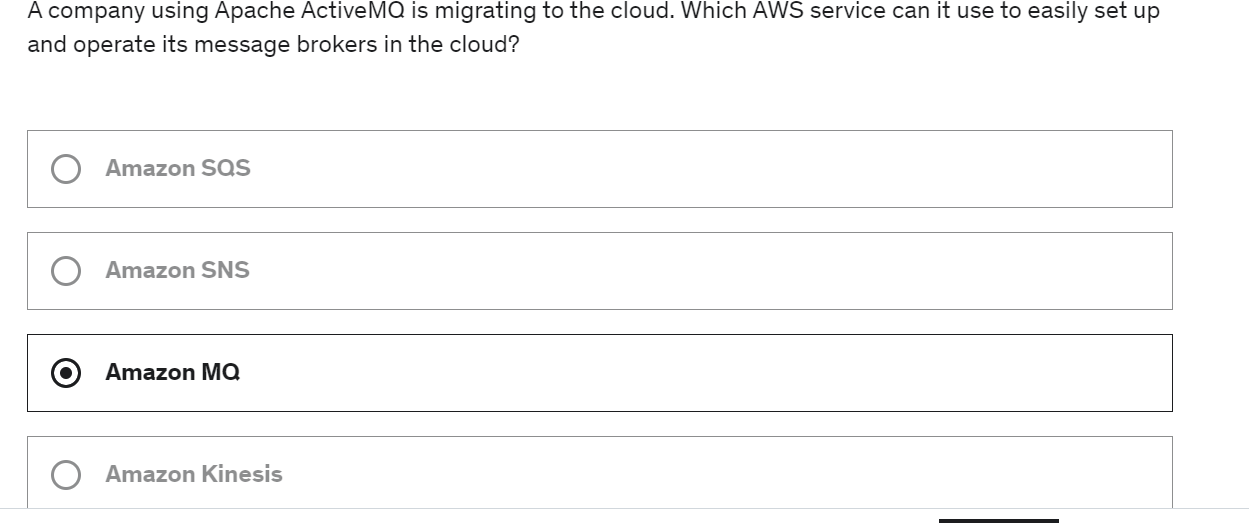 A company using Apache ActiveMQ is migrating to the cloud. Which AWS service can it use to easily set up
and operate its message brokers in the cloud?
Amazon SQS
Amazon SNS
Amazon MQ
Amazon Kinesis